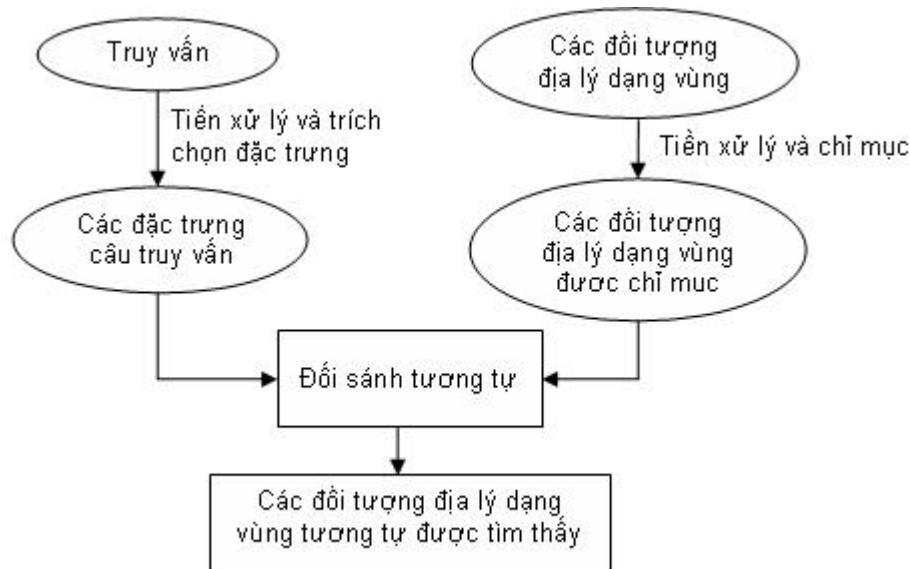 Truy vấn
Các đối tượng
địa lý dạng vùng
Tiền xử lý và trích
chọn đặc trưng
Tiền xử lý và chỉ mục
Các đặc trưng
câu truy vấn
Các đối tượng
địa lý dạng vùng
đươc chỉ muc
Đối sánh tương tự
Các đối tượng địa lý dạng
vùng tương tự được tìm thấy